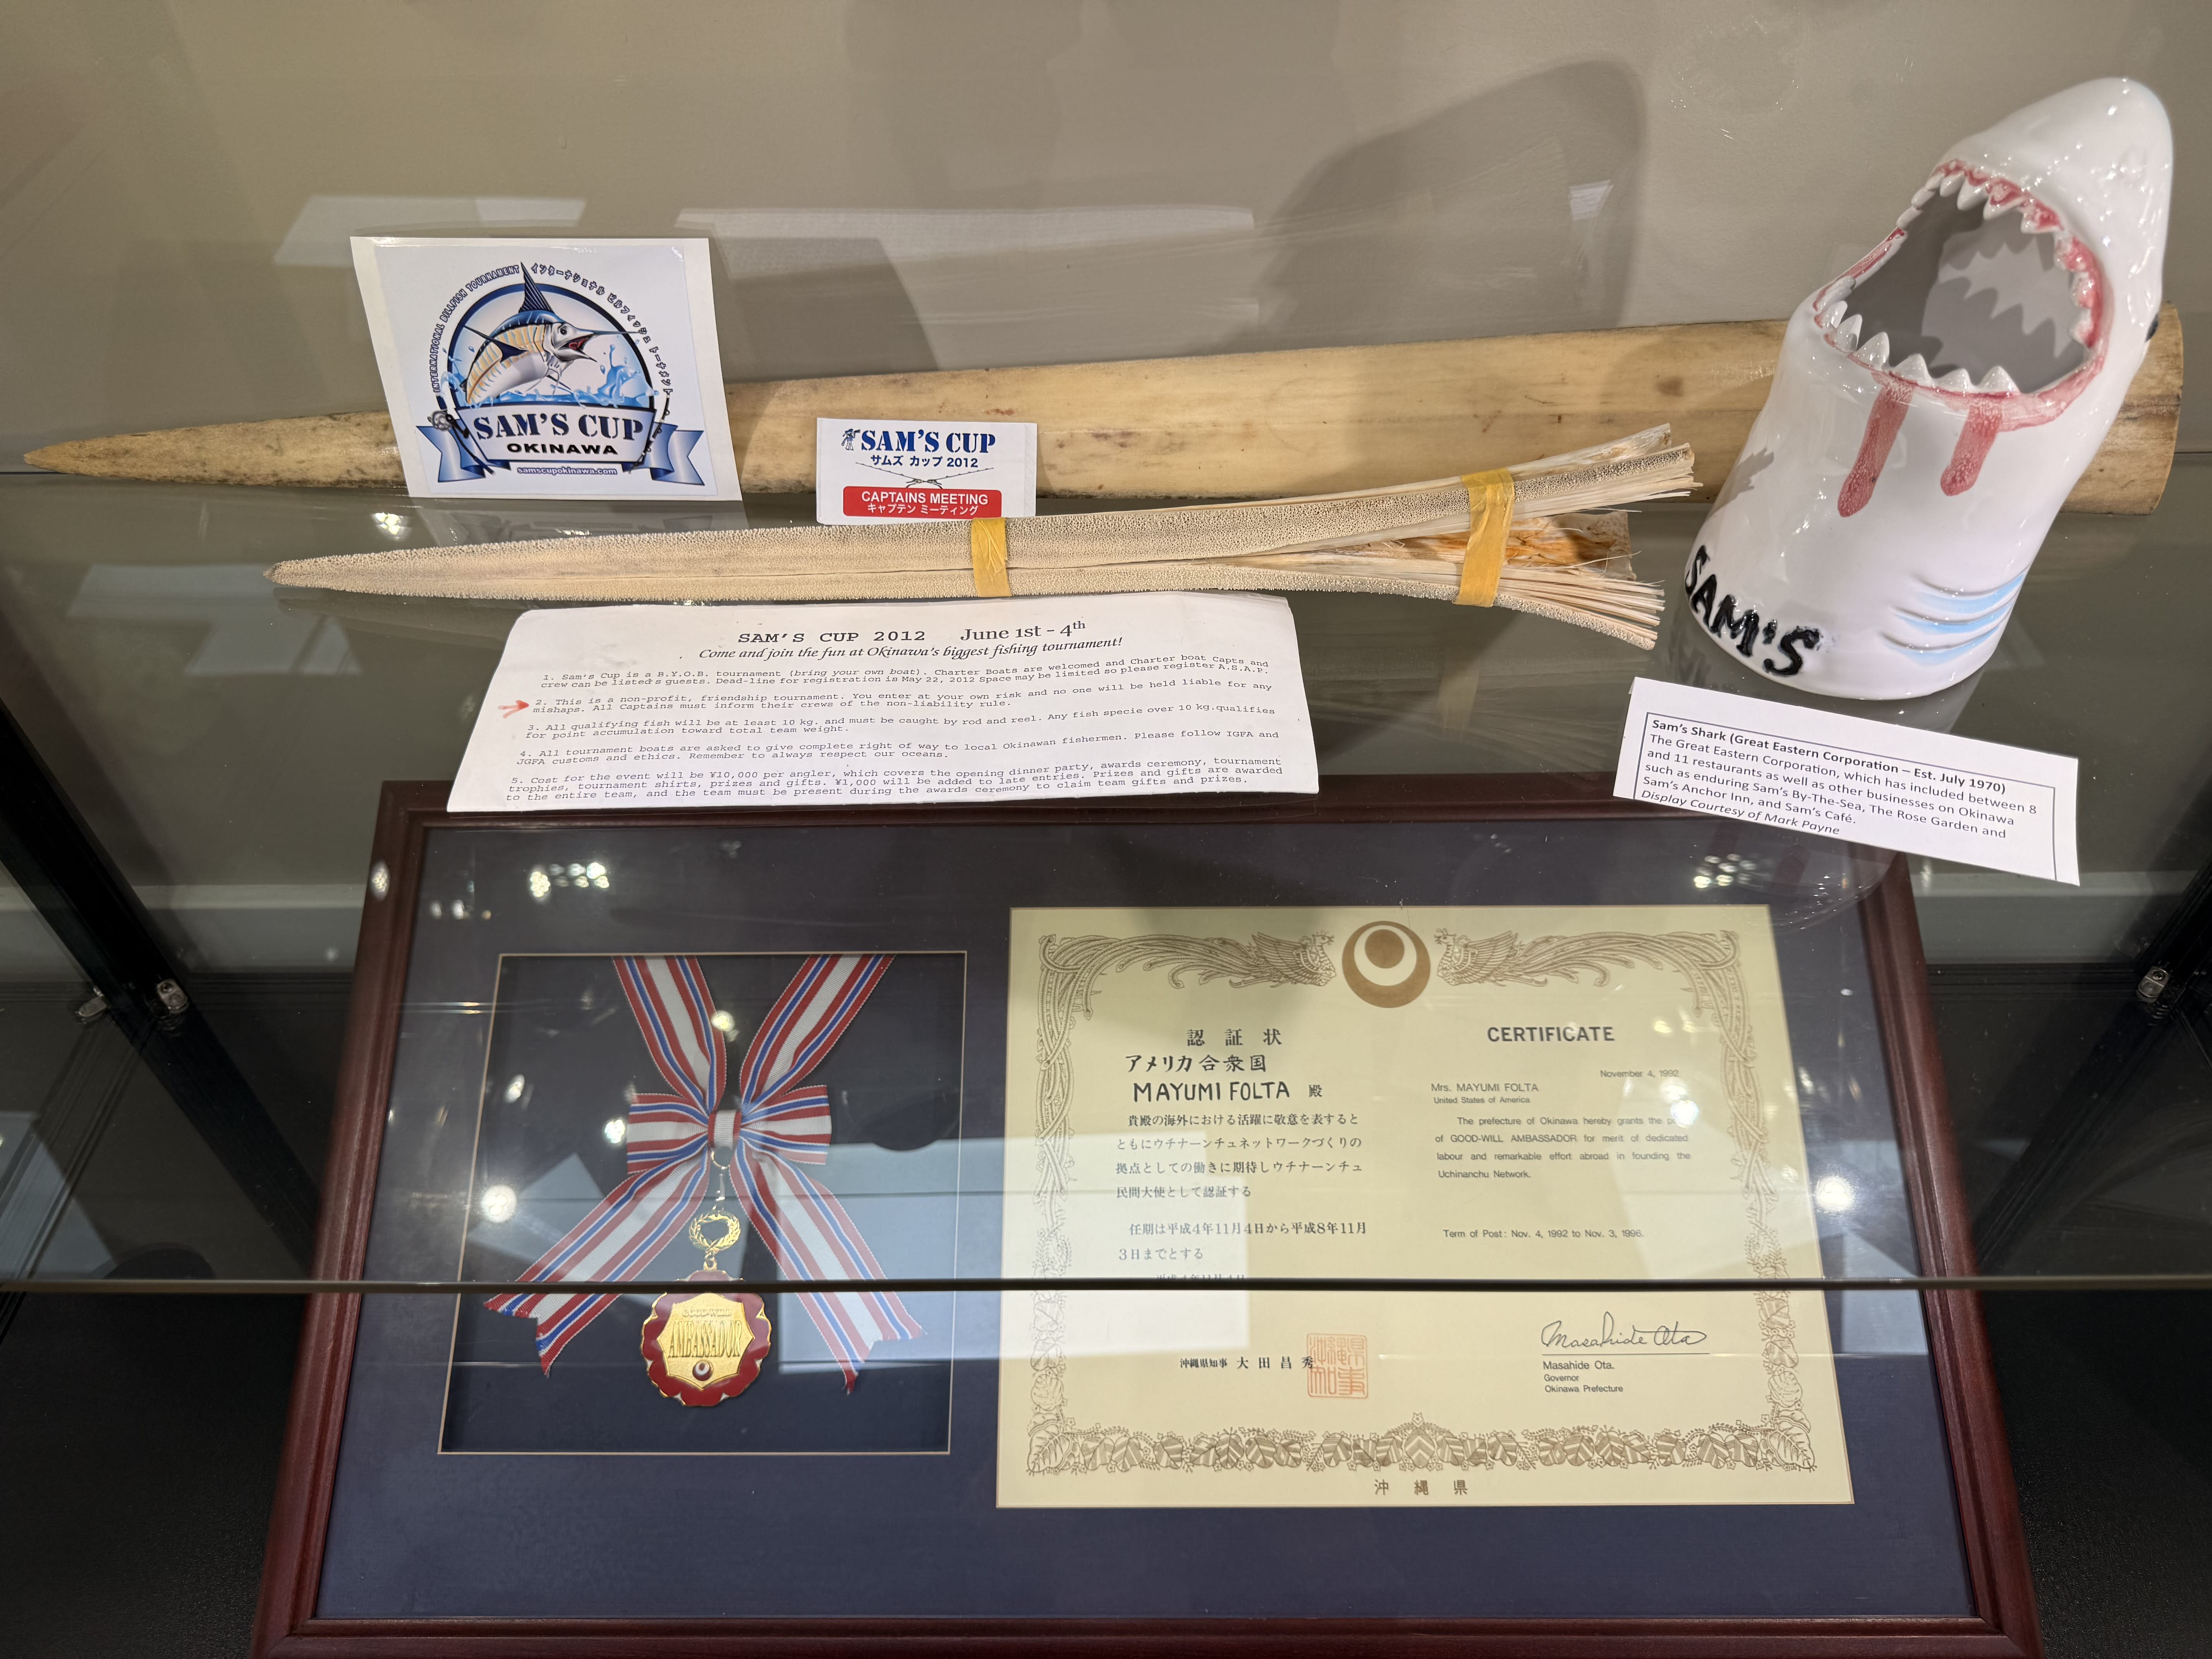 INTERNATIONAL BILLFISH TOURNAMENT インターナショナル ビルフィッシュ トーナメント
SAM'S CUP
OKINAWA
samscupokinawa.com
SAM'S CUP
サムズ カップ 2012
CAPTAINS MEETING
キャプテン ミーティング
SAM'S
SAM'S CUP 2012 June 1st - 4th
Come and join the fun at Okinawa's biggest fishing tournament!
1. Sam's Cup is a B.Y.O.B. tournament (bring your own boat). Charter Boats are welcomed and Charter boat Capts and
crew can be listed's guests. Dead-line for registration is May 22, 2012 Space may be limited so please register A.S.A.P.
2. This is a non-profit, friendship tournament. You enter at your own risk and no one will be held liable for any
mishaps. All Captains must inform their crews of the non-liability rule.
3. All qualifying fish will be at least 10 kg. and must be caught by rod and reel. Any fish specie over 10 kg.qualifies
for point accumulation toward total team weight.
4. All tournament boats are asked to give complete right of way to local Okinawan fishermen. Please follow IGFA and
JGFA customs and ethics. Remember to always respect our oceans.
5. Cost for the event will be ¥10,000 per angler, which covers the opening dinner party, awards ceremony, tournament
trophies, tournament shirts, prizes and gifts. ¥1,000 will be added to late entries. Prizes and gifts are awarded
to the entire team, and the team must be present during the awards ceremony to claim team gifts and prizes.
Sam's Shark (Great Eastern Corporation – Est. July 1970)
The Great Eastern Corporation, which has included between 8
and 11 restaurants as well as other businesses on Okinawa
such as enduring Sam's By-The-Sea, The Rose Garden and
Sam's Anchor Inn, and Sam's Café.
Display Courtesy of Mark Payne
GOOD-WILL
AMBASSADOR
認証状
アメリカ合衆国
MAYUMI FOLTA 殿
貴殿の海外における活躍に敬意を表すると
ともにウチナーンチュネットワークづくりの
拠点としての働きに期待しウチナーンチュ
民間大使として認証する
任期は平成4年11月4日から平成8年11月
3日までとする
平成4年11月4日
沖縄県知事 大田昌秀
CERTIFICATE
November 4, 1992
Mrs. MAYUMI FOLTA
United States of America
The prefecture of Okinawa hereby grants the
of GOOD-WILL AMBASSADOR for merit of dedicated
labour and remarkable effort abroad in founding the
Uchinanchu Network.
Term of Post: Nov. 4, 1992 to Nov. 3, 1996.
Masahide Ota
Masahide Ota.
Governor
Okinawa Prefecture
沖縄県